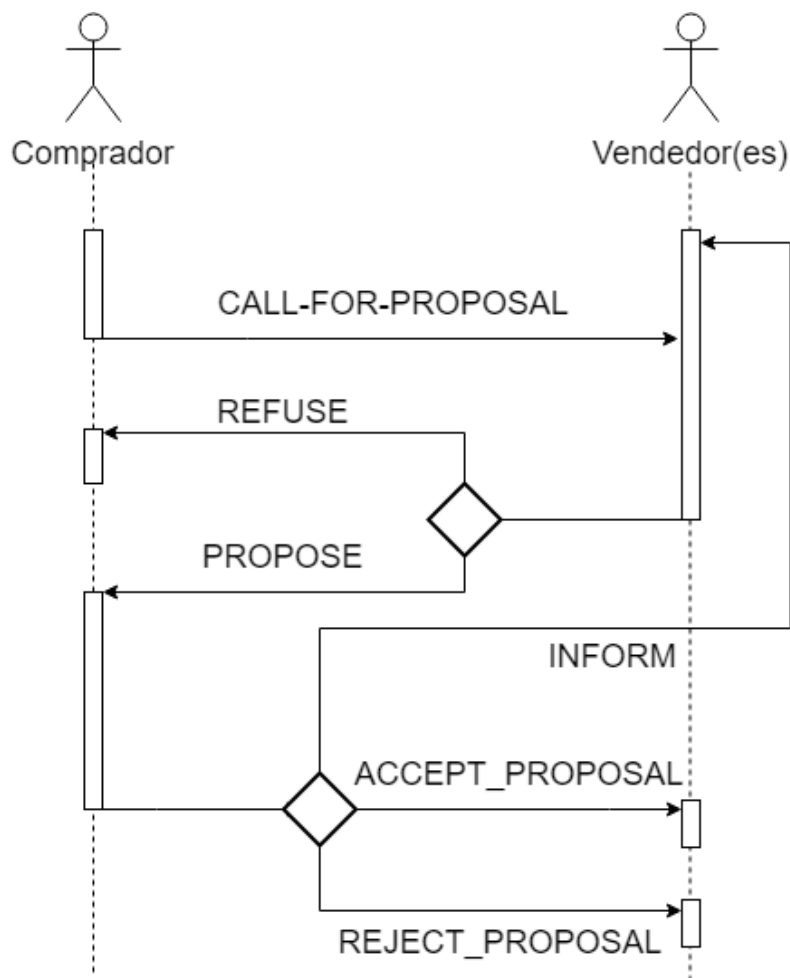 Comprador
Vendedor(es)
CALL-FOR-PROPOSAL
REFUSE
PROPOSE
INFORM
ACCEPT_PROPOSAL
REJECT_PROPOSAL